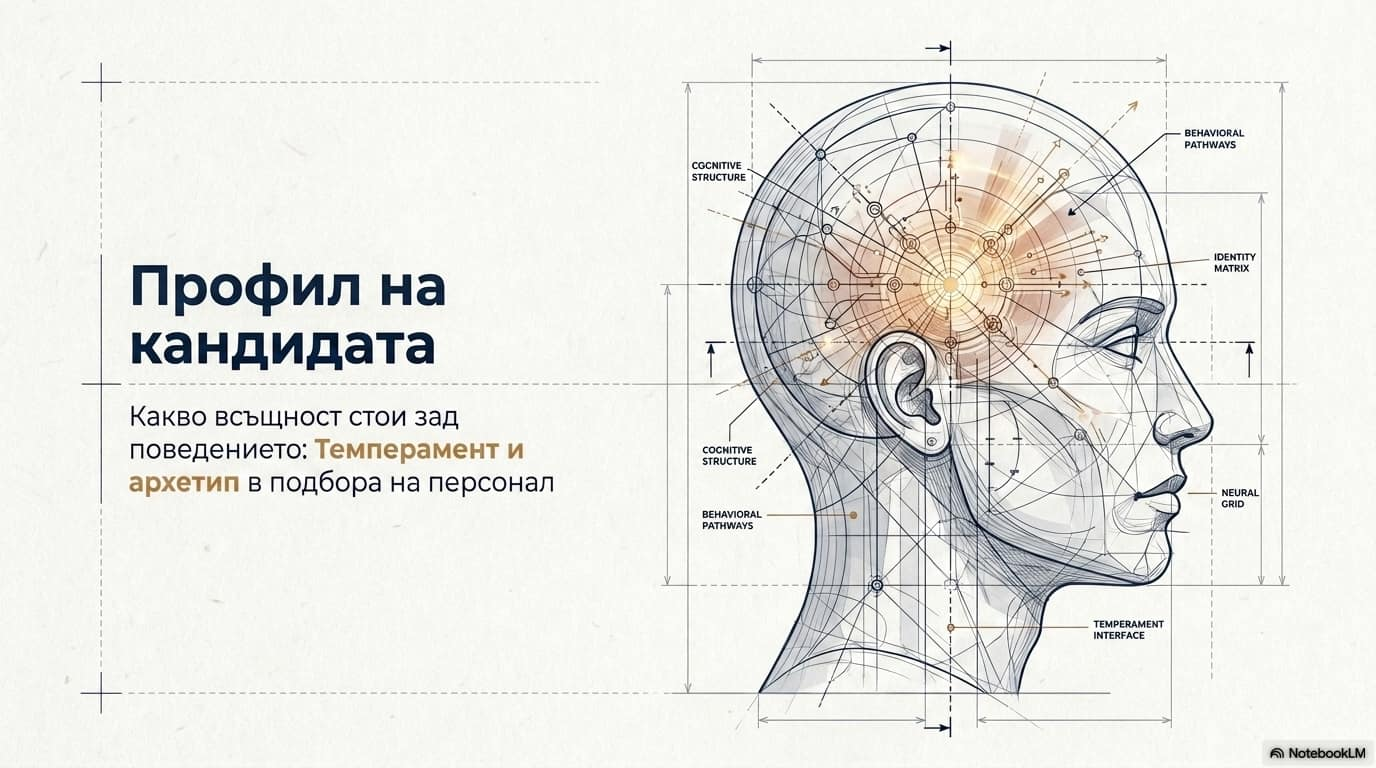 Профил на
кандидата
Какво всъщност стои зад
поведението: Темперамент и
архетип в подбора на персонал
COGNITIVE
STRUCTURE
BEHAVIORAL
PATHWAYS
IDENTITY
MATRIX
COGNITIVE
STRUCTURE
BEHAVIORAL
PATHWAYS
NEURAL
GRID
TEMPERAMENT
INTERFACE
NotebookLM